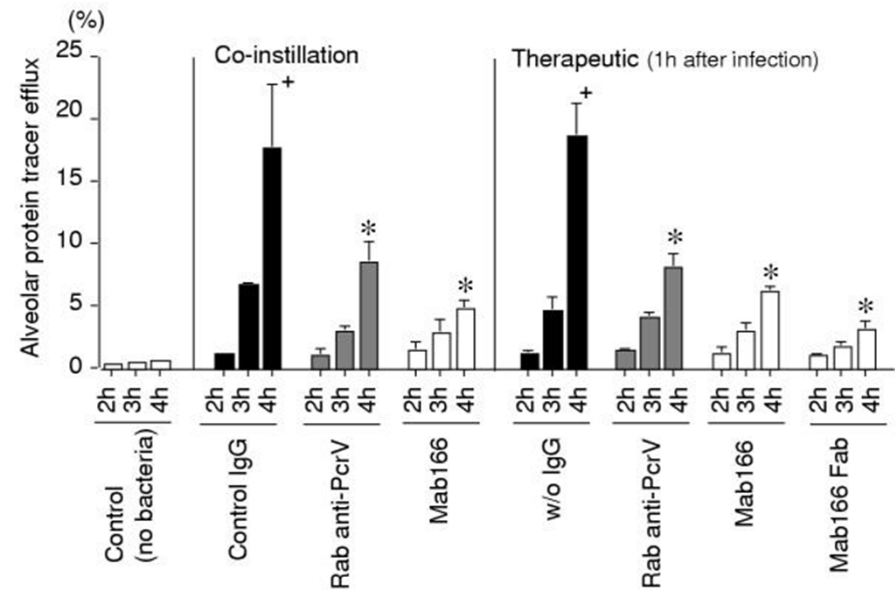 (%)
Alveolar protein tracer efflux
25
20
15
10
5
0
Co-instillation
Therapeutic (1h after infection)
+
*
*
+
*
*
*
2h 3h 4h
2h 3h 4h
2h 3h 4h
2h 3h 4h
2h 3h 4h
2h 3h 4h
2h 3h 4h
2h 3h 4h
Control
(no bacteria)
Control IgG
Rab anti-PcrV
Mab166
w/o IgG
Rab anti-PcrV
Mab166
Mab166 Fab